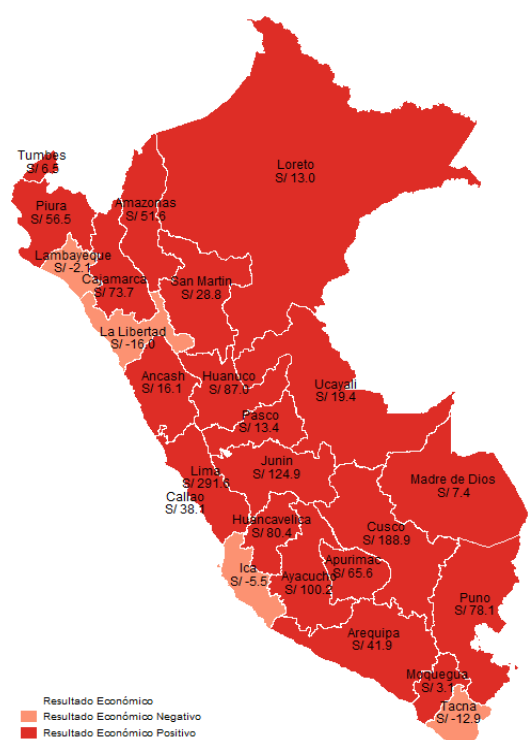 Tumbes
S/ 6.5
Piura
S/ 56.5
Lambayeque
S/ -2.1
Cajamarca
S/ 73.7
Amazonas
S/ 51.6
Loreto
S/ 13.0
San Martin
S/ 28.8
La Libertad
S/ -16.0
Ancash
S/ 16.1
Huanuco
S/ 87.0
Ucayali
S/ 19.4
Pasco
S/ 13.4
Junin
S/ 124.9
Lima
S/ 291.6
Callao
S/ 38.1
Madre de Dios
S/ 7.4
Huancavelica
S/ 80.4
Cusco
S/ 188.9
Ica
S/ -5.5
Ayacucho
S/ 100.2
Apurimac
S/ 65.6
Puno
S/ 78.1
Arequipa
S/ 41.9
Moquegua
S/ 3.1
Tacna
S/ -12.9
Resultado Económico
Resultado Económico Negativo
Resultado Económico Positivo